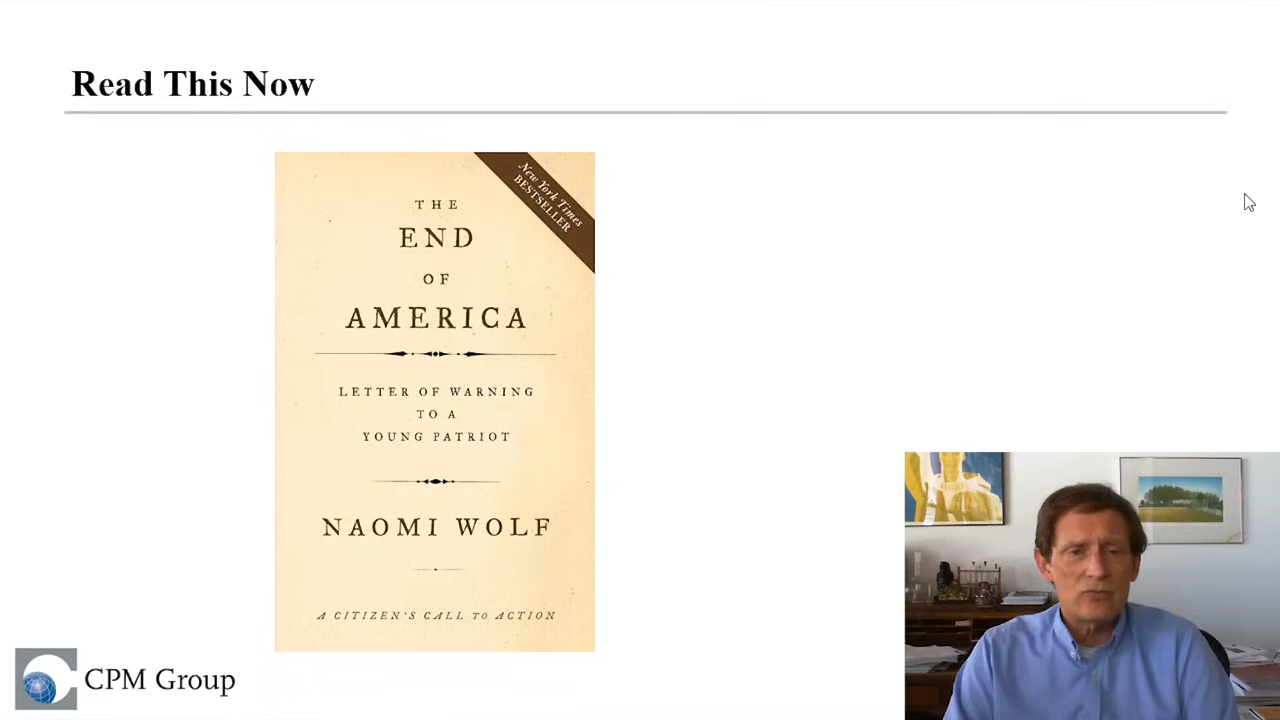 Read This Now
New York Times
BESTSELLER
THE
END
OF
AMERICA
LETTER OF WARNING
TO A
YOUNG PATRIOT
NAOMI WOLF
A CITIZEN'S CALL TO ACTION
CPM Group